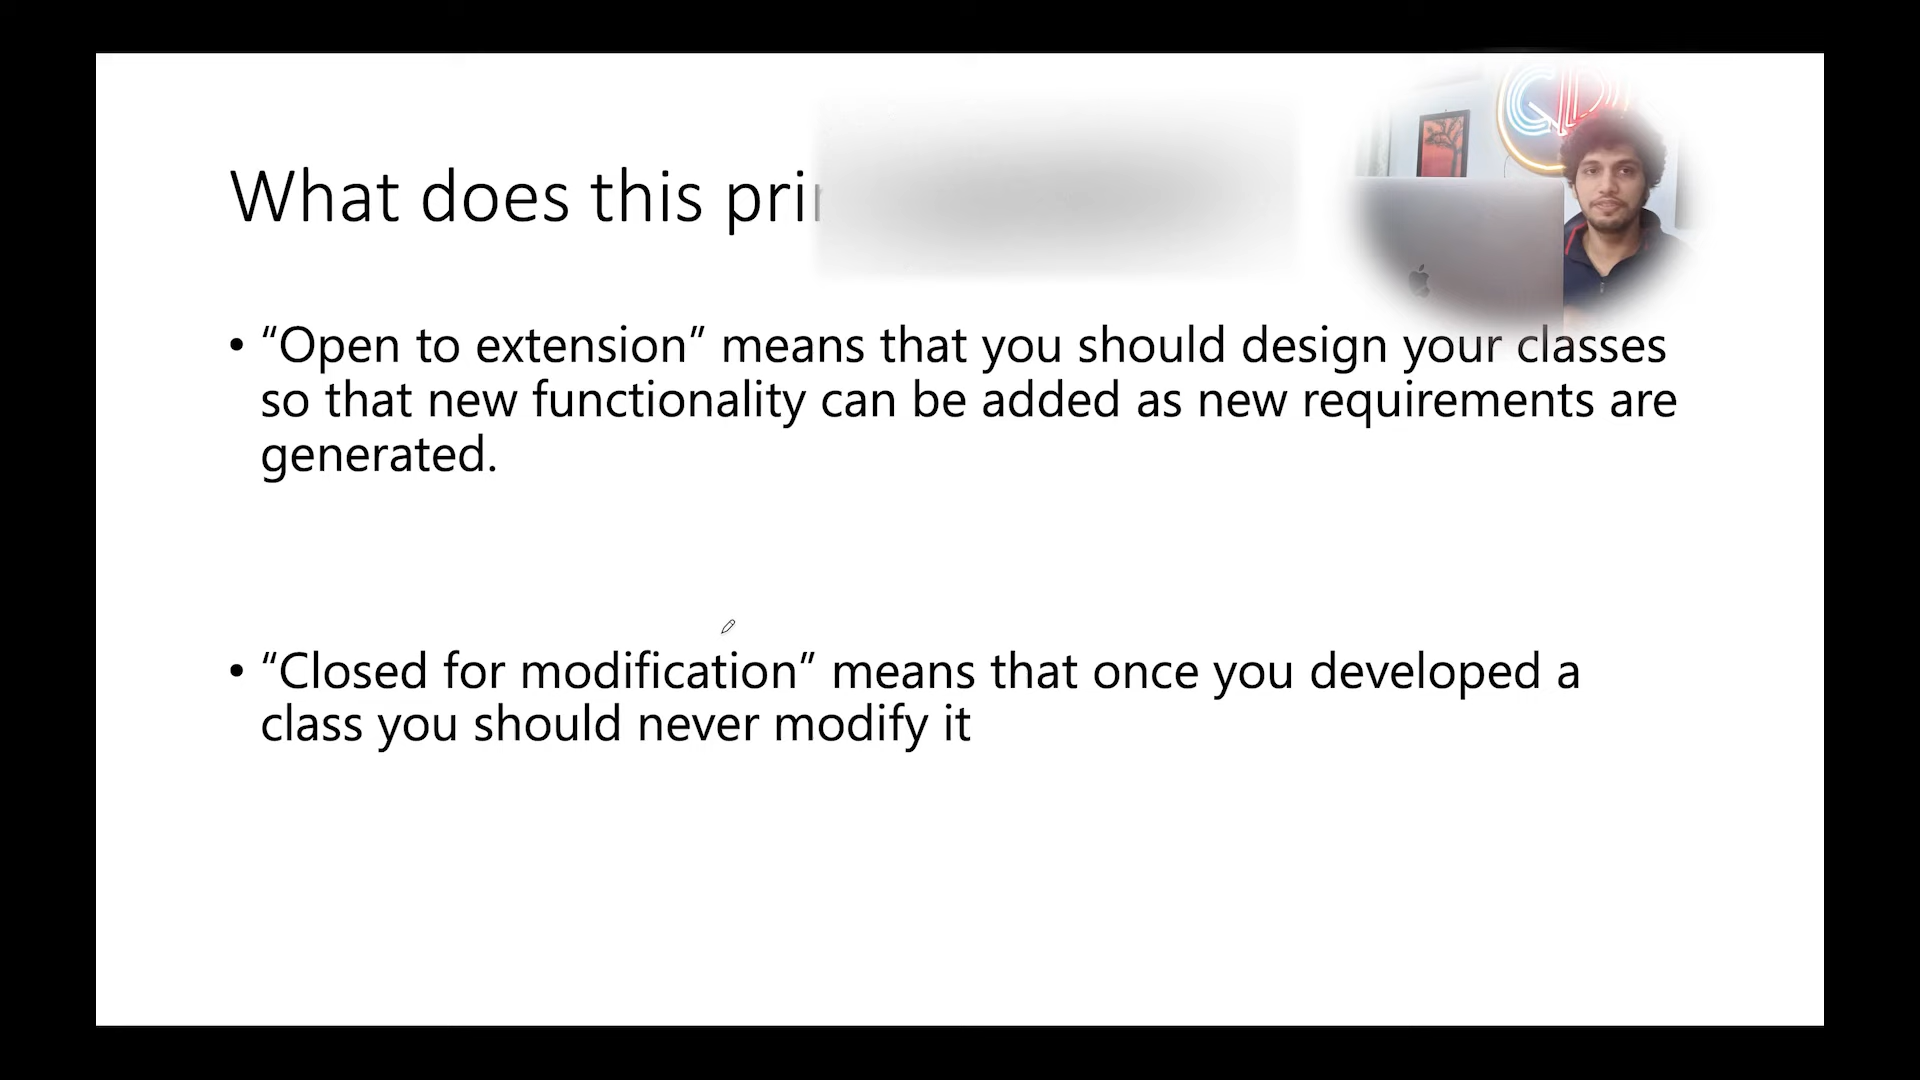 What does this
• “Open to extension” means that you should design your classes
so that new functionality can be added as new requirements are
generated.
• “Closed for modification” means that once you developed a
class you should never modify it